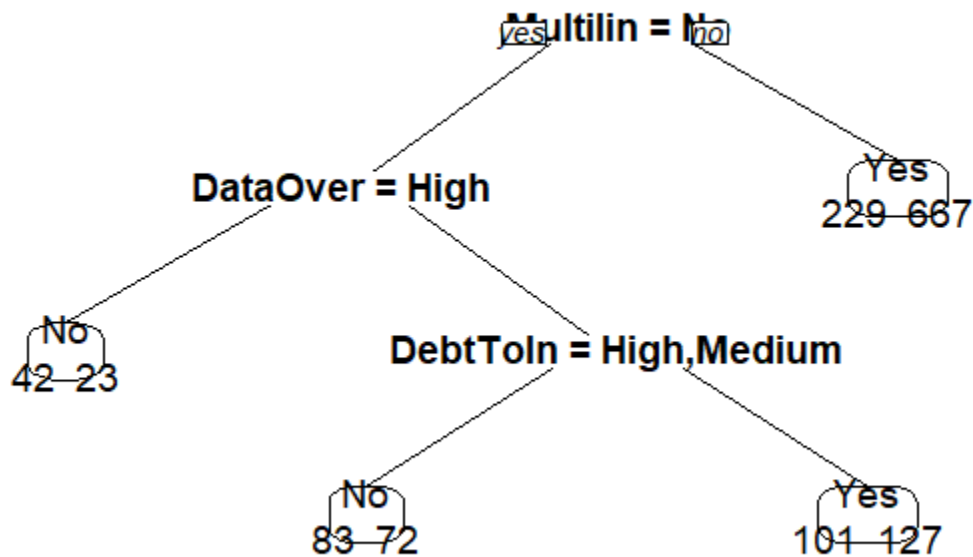 Multilin = No
yes no
DataOver = High
Yes
229 667
No
42 23
DebtToIn = High,Medium
No
83 72
Yes
101 127